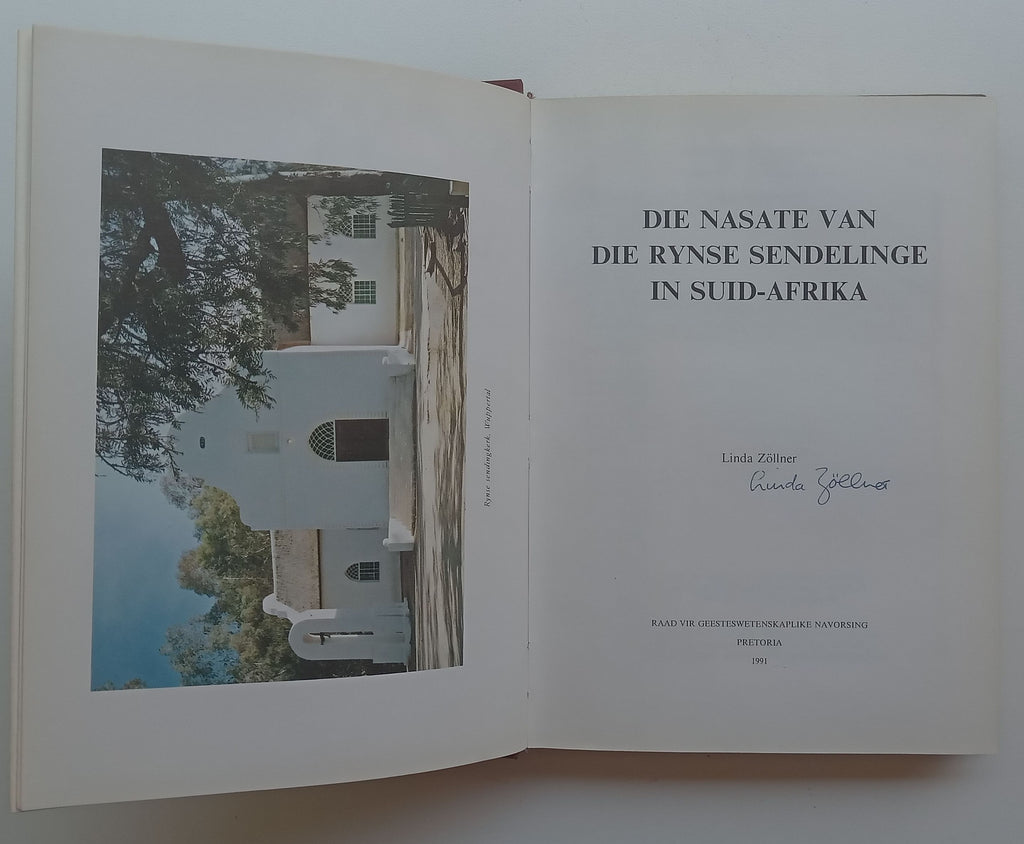 Rynse sendingkerk, Wuppertal
DIE NASATE VAN
DIE RYNSE SENDELINGE
IN SUID-AFRIKA
Linda Zöllner
Linda Zöllner
RAAD VIR GEESTESWETENSKAPLIKE NAVORSING
PRETORIA
1991